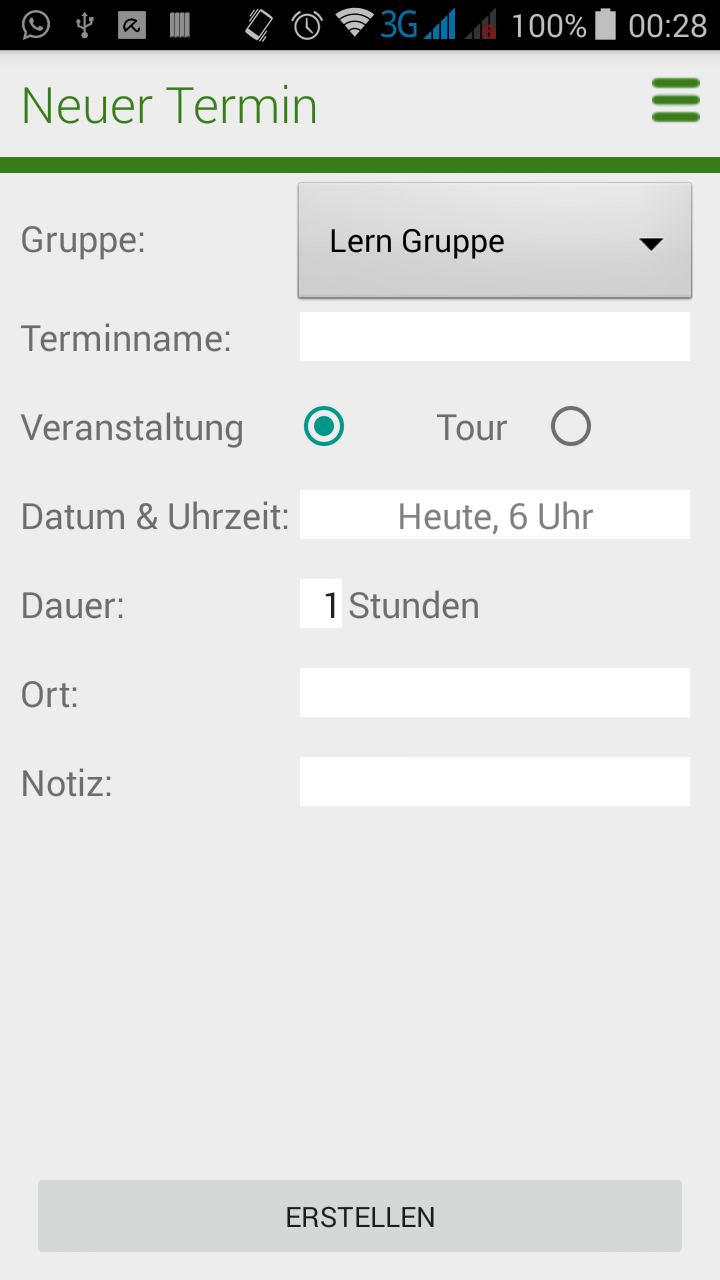 3G 100% 00:28
Neuer Termin
Gruppe: Lern Gruppe
Terminname:
Veranstaltung Tour
Datum & Uhrzeit: Heute, 6 Uhr
Dauer: 1 Stunden
Ort:
Notiz:
ERSTELLEN